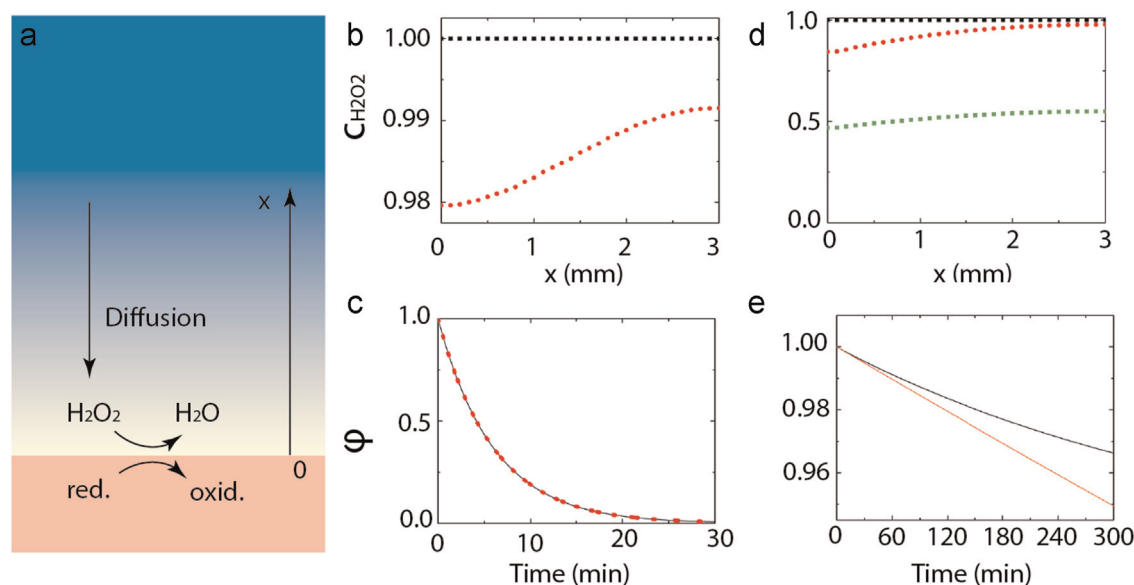 a
x
Diffusion
H2O2 H2O
0
red. oxid.
b
1.00
0.99
0.98
CH2O2
0 1 2 3
x (mm)
c
1.0
0.5
0.0
φ
0 10 20 30
Time (min)
d
1.0
0.5
0.0
0 1 2 3
x (mm)
e
1.00
0.98
0.96
0 60 120 180 240 300
Time (min)